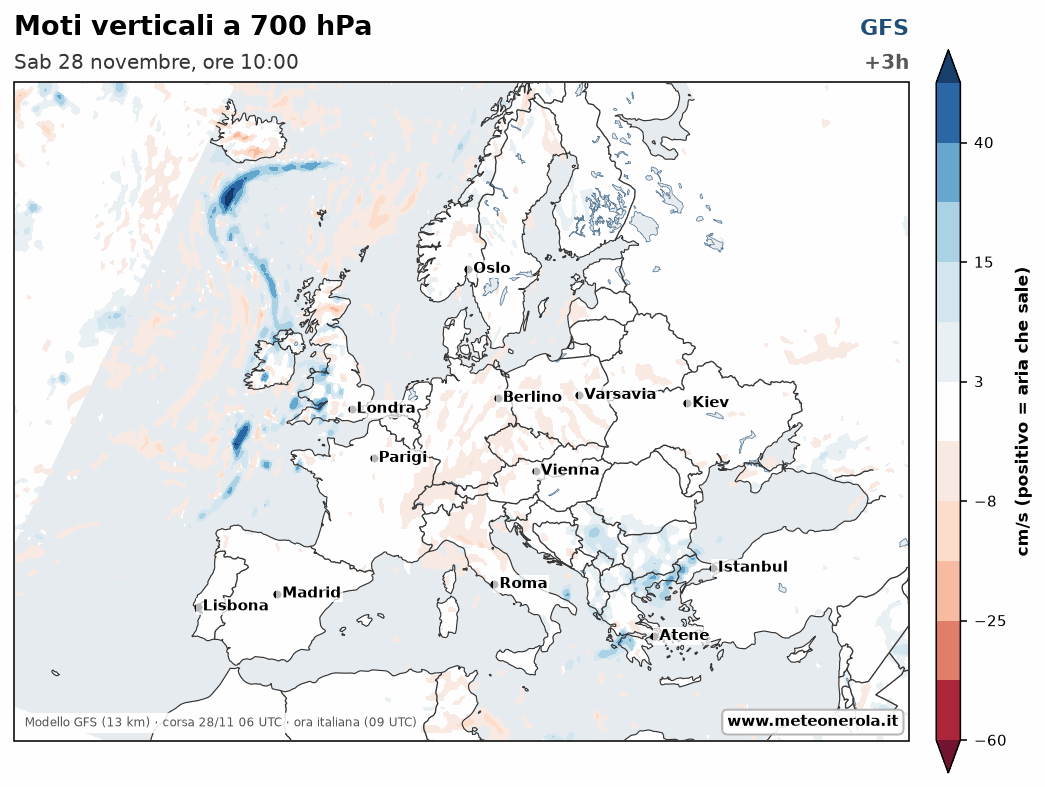 Moti verticali a 700 hPa
GFS
Sab 28 novembre, ore 10:00
+3h
40
15
3
−8
−25
−60
cm/s (positivo = aria che sale)
Oslo
Berlino
Varsavia
Kiev
Londra
Parigi
Vienna
Istanbul
Roma
Madrid
Lisbona
Atene
Modello GFS (13 km) · corsa 28/11 06 UTC · ora italiana (09 UTC)
www.meteonerola.it